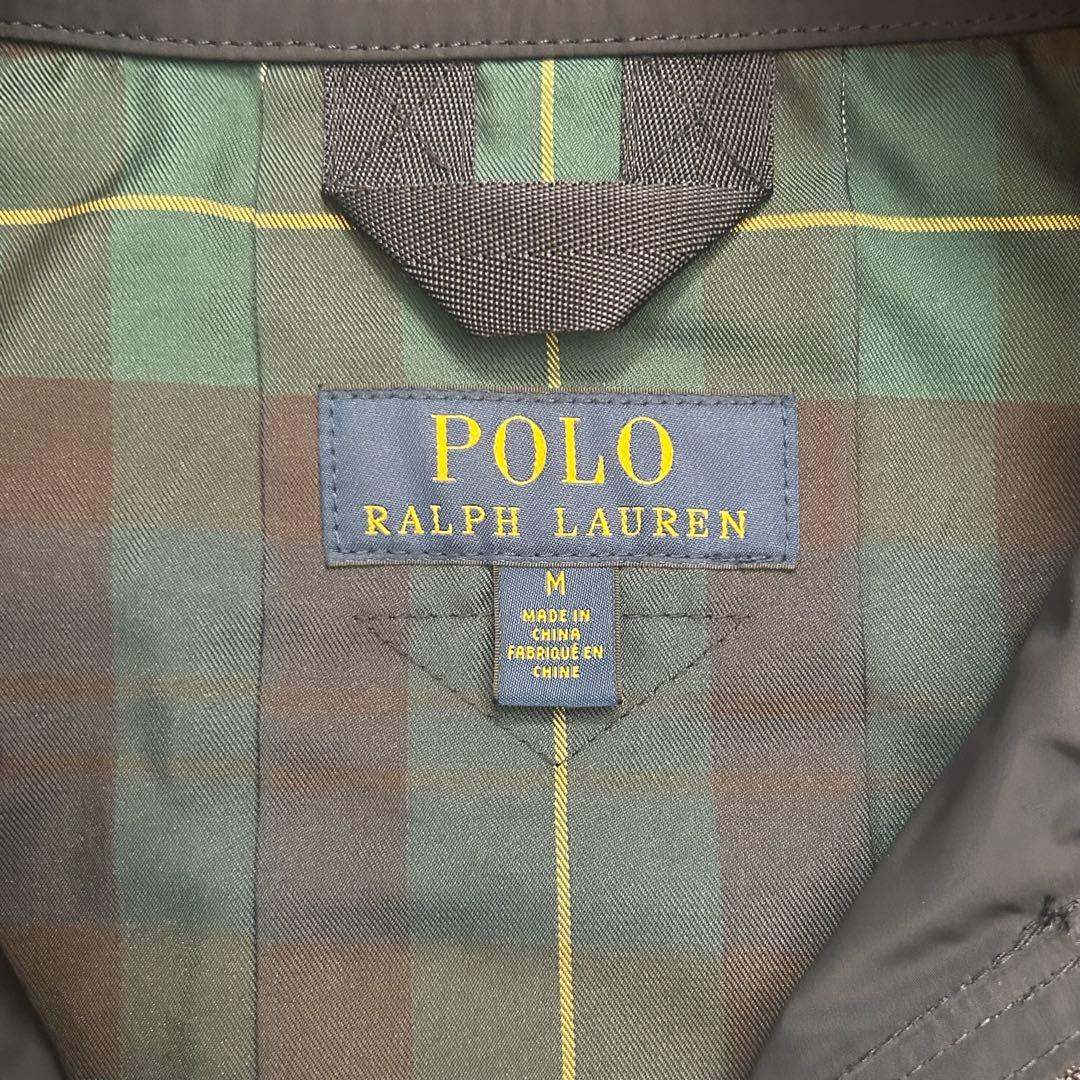 POLO
RALPH LAUREN
M
MADE IN
CHINA
FABRIQUÉ EN
CHINE